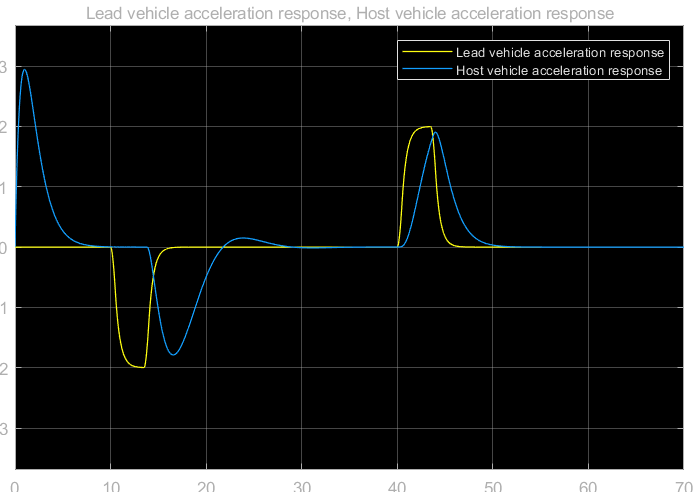 Lead vehicle acceleration response, Host vehicle acceleration response
Lead vehicle acceleration response
Host vehicle acceleration response
3
2
1
0
1
2
3
0 10 20 30 40 50 60 70